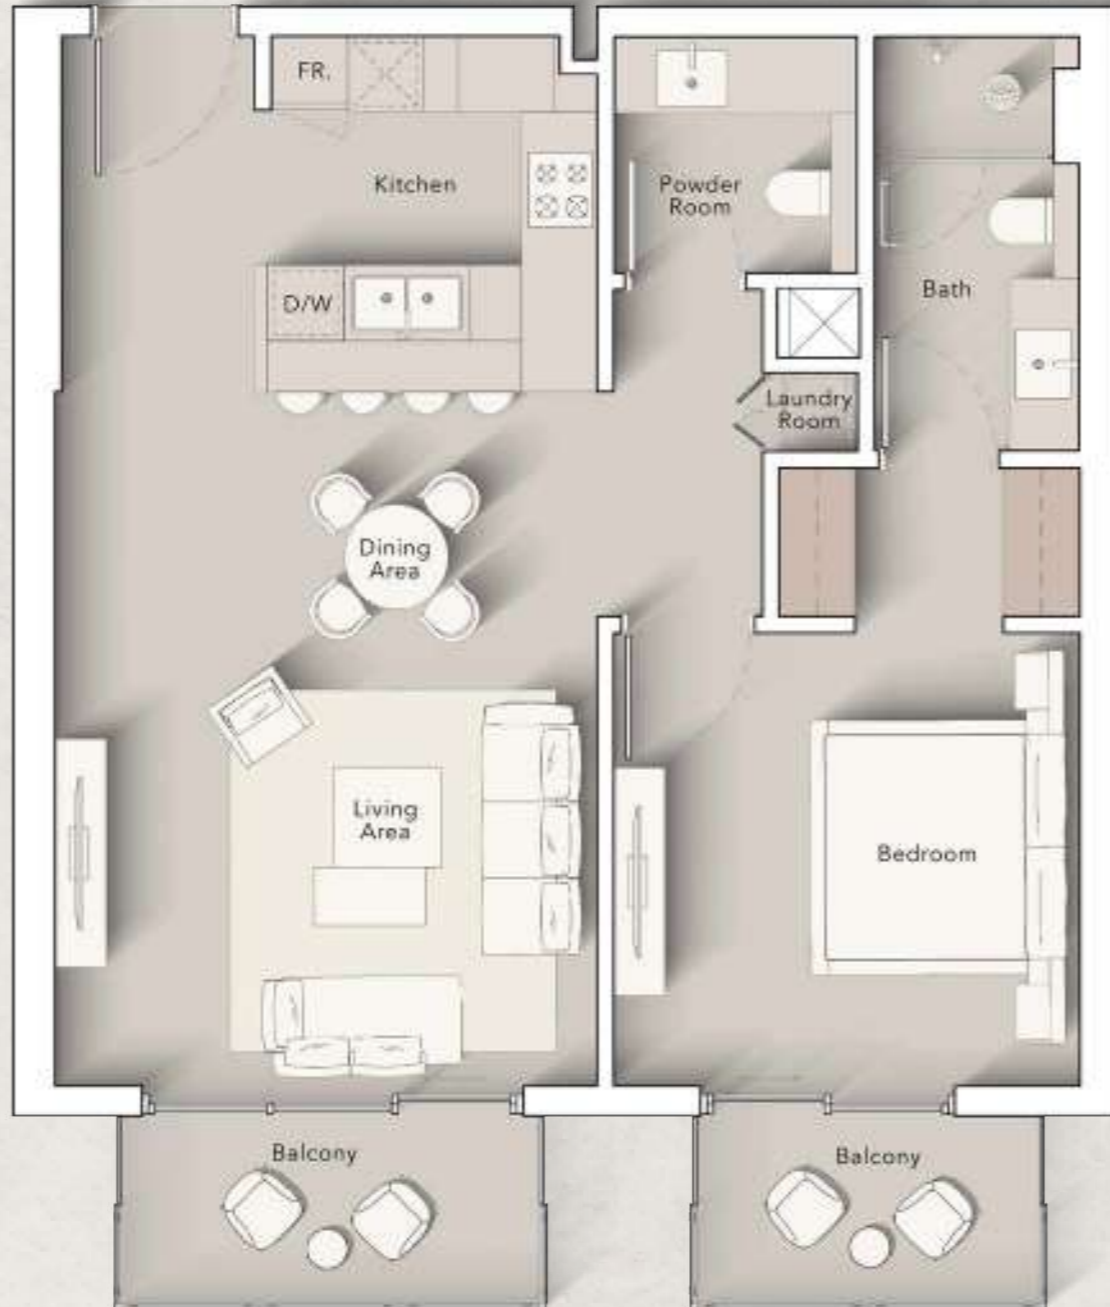 FR.
Kitchen
Powder
Room
D/W
Bath
Laundry
Room
Dining
Area
Living
Area
Bedroom
Balcony
Balcony